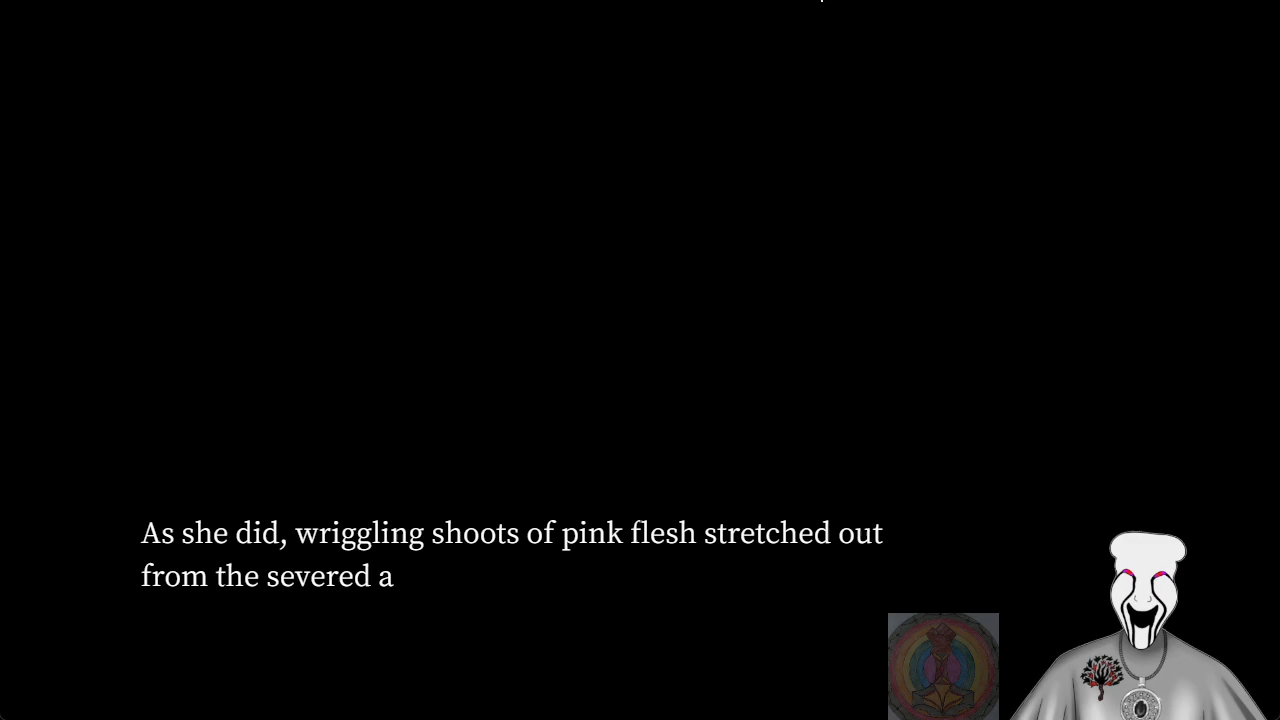 As she did, wriggling shoots of pink flesh stretched out
from the severed a